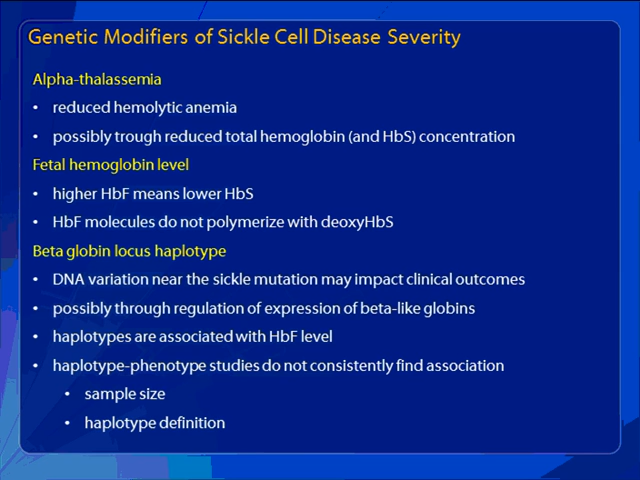 Genetic Modifiers of Sickle Cell Disease Severity
Alpha-thalassemia
• reduced hemolytic anemia
• possibly trough reduced total hemoglobin (and HbS) concentration
Fetal hemoglobin level
• higher HbF means lower HbS
• HbF molecules do not polymerize with deoxyHbS
Beta globin locus haplotype
• DNA variation near the sickle mutation may impact clinical outcomes
• possibly through regulation of expression of beta-like globins
• haplotypes are associated with HbF level
• haplotype-phenotype studies do not consistently find association
• sample size
• haplotype definition